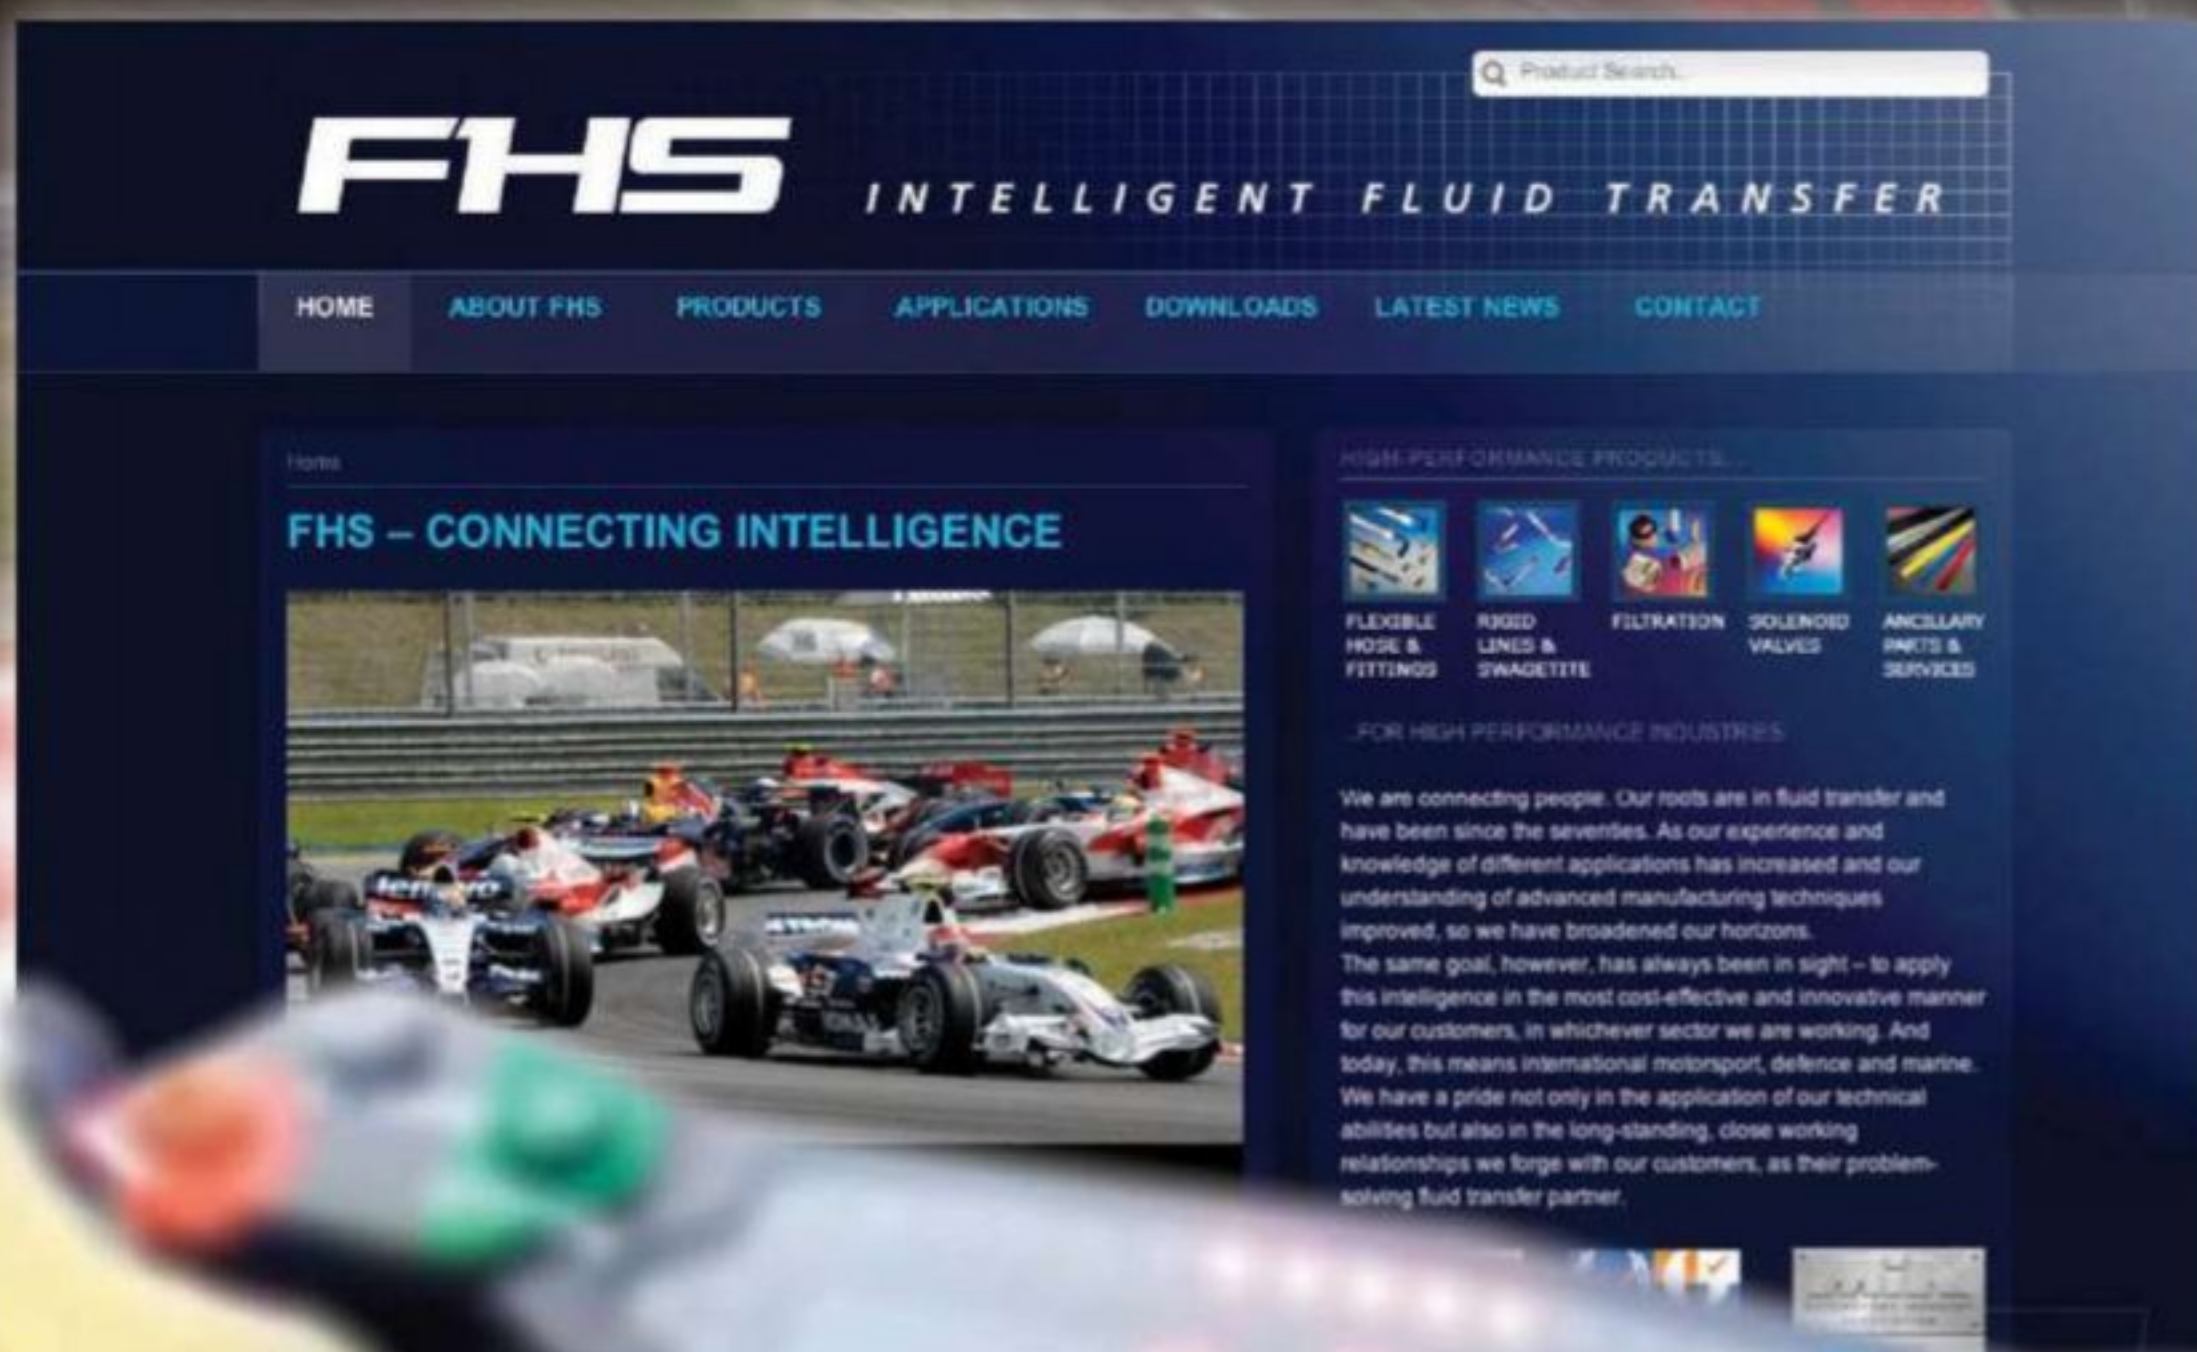 Product Search...
FHS
INTELLIGENT FLUID TRANSFER
HOME ABOUT FHS PRODUCTS APPLICATIONS DOWNLOADS LATEST NEWS CONTACT
Home
FHS – CONNECTING INTELLIGENCE
lenovo
HIGH-PERFORMANCE PRODUCTS...
FLEXIBLE
HOSE &
FITTINGS
RIGID
LINES &
SWAGETITE
FILTRATION
SOLENOID
VALVES
ANCILLARY
PARTS &
SERVICES
...FOR HIGH PERFORMANCE INDUSTRIES
We are connecting people. Our roots are in fluid transfer and
have been since the seventies. As our experience and
knowledge of different applications has increased and our
understanding of advanced manufacturing techniques
improved, so we have broadened our horizons.
The same goal, however, has always been in sight – to apply
this intelligence in the most cost-effective and innovative manner
for our customers, in whichever sector we are working. And
today, this means international motorsport, defence and marine.
We have a pride not only in the application of our technical
abilities but also in the long-standing, close working
relationships we forge with our customers, as their problem-
solving fluid transfer partner.